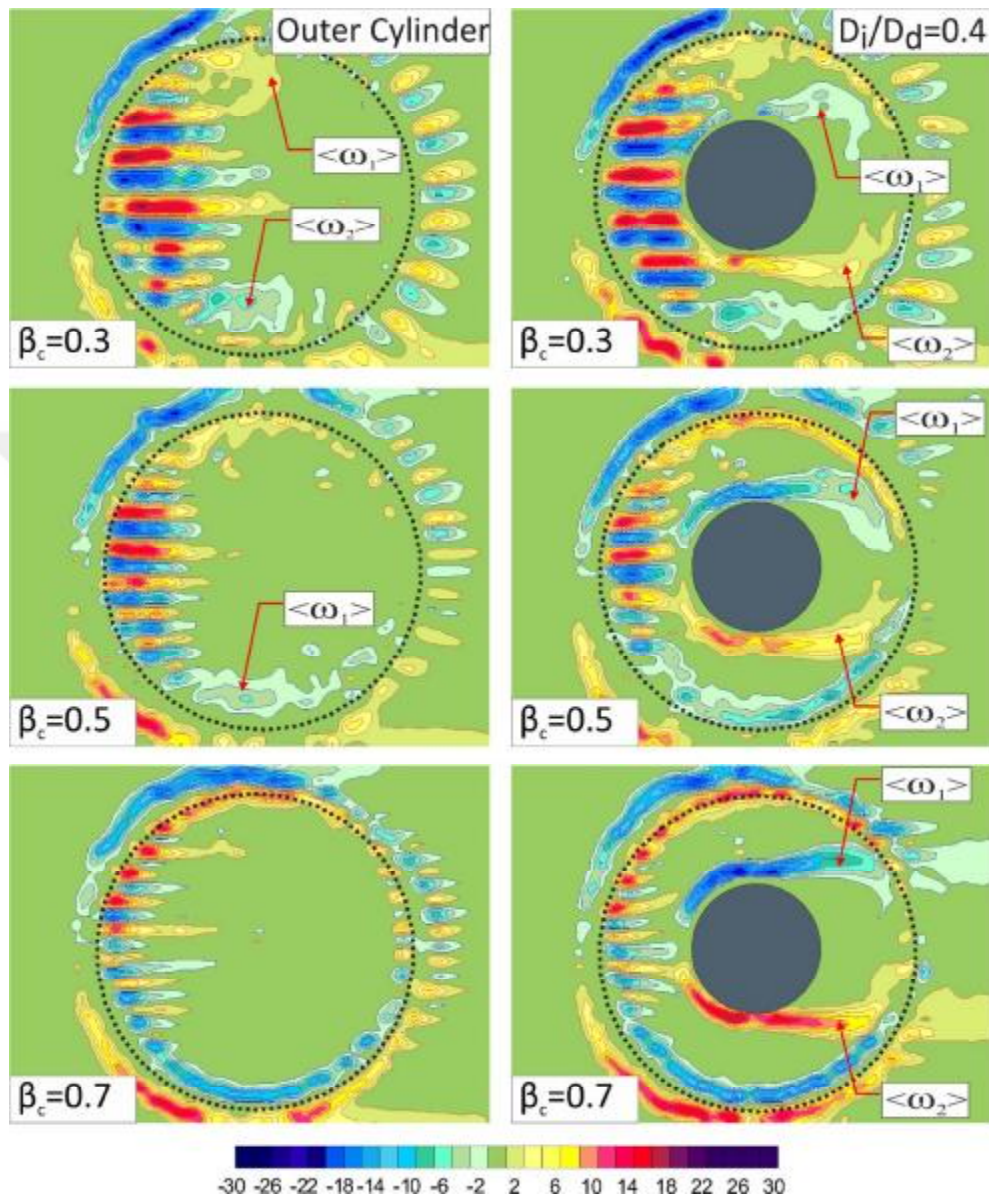 Outer Cylinder
Dᵢ/D_d=0.4
<ω₁>
<ω₂>
β_c=0.3
<ω₁>
<ω₂>
β_c=0.3
<ω₁>
β_c=0.5
<ω₁>
<ω₂>
β_c=0.5
β_c=0.7
<ω₁>
<ω₂>
β_c=0.7
-30 -26 -22 -18 -14 -10 -6 -2 2 6 10 14 18 22 26 30